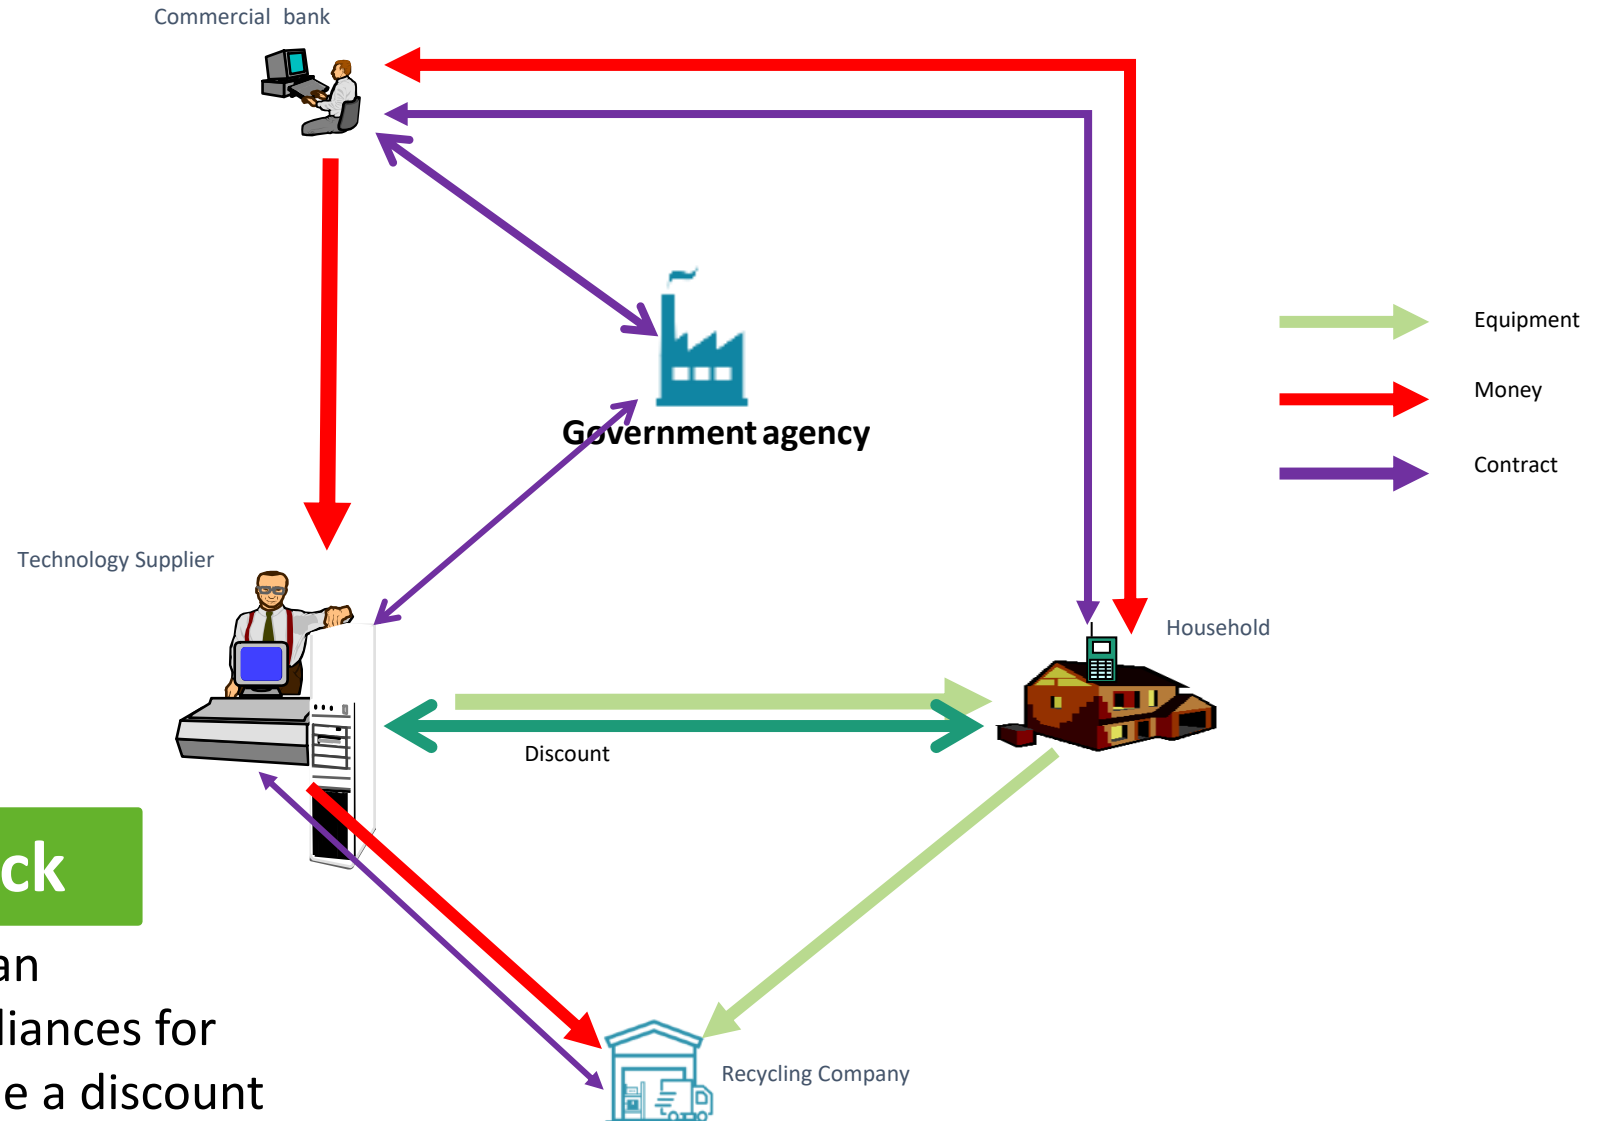 Commercial bank
Equipment
Money
Government agency
Contract
Technology Supplier
Household
Discount
ck
an
liances for
e a discount
Recycling Company